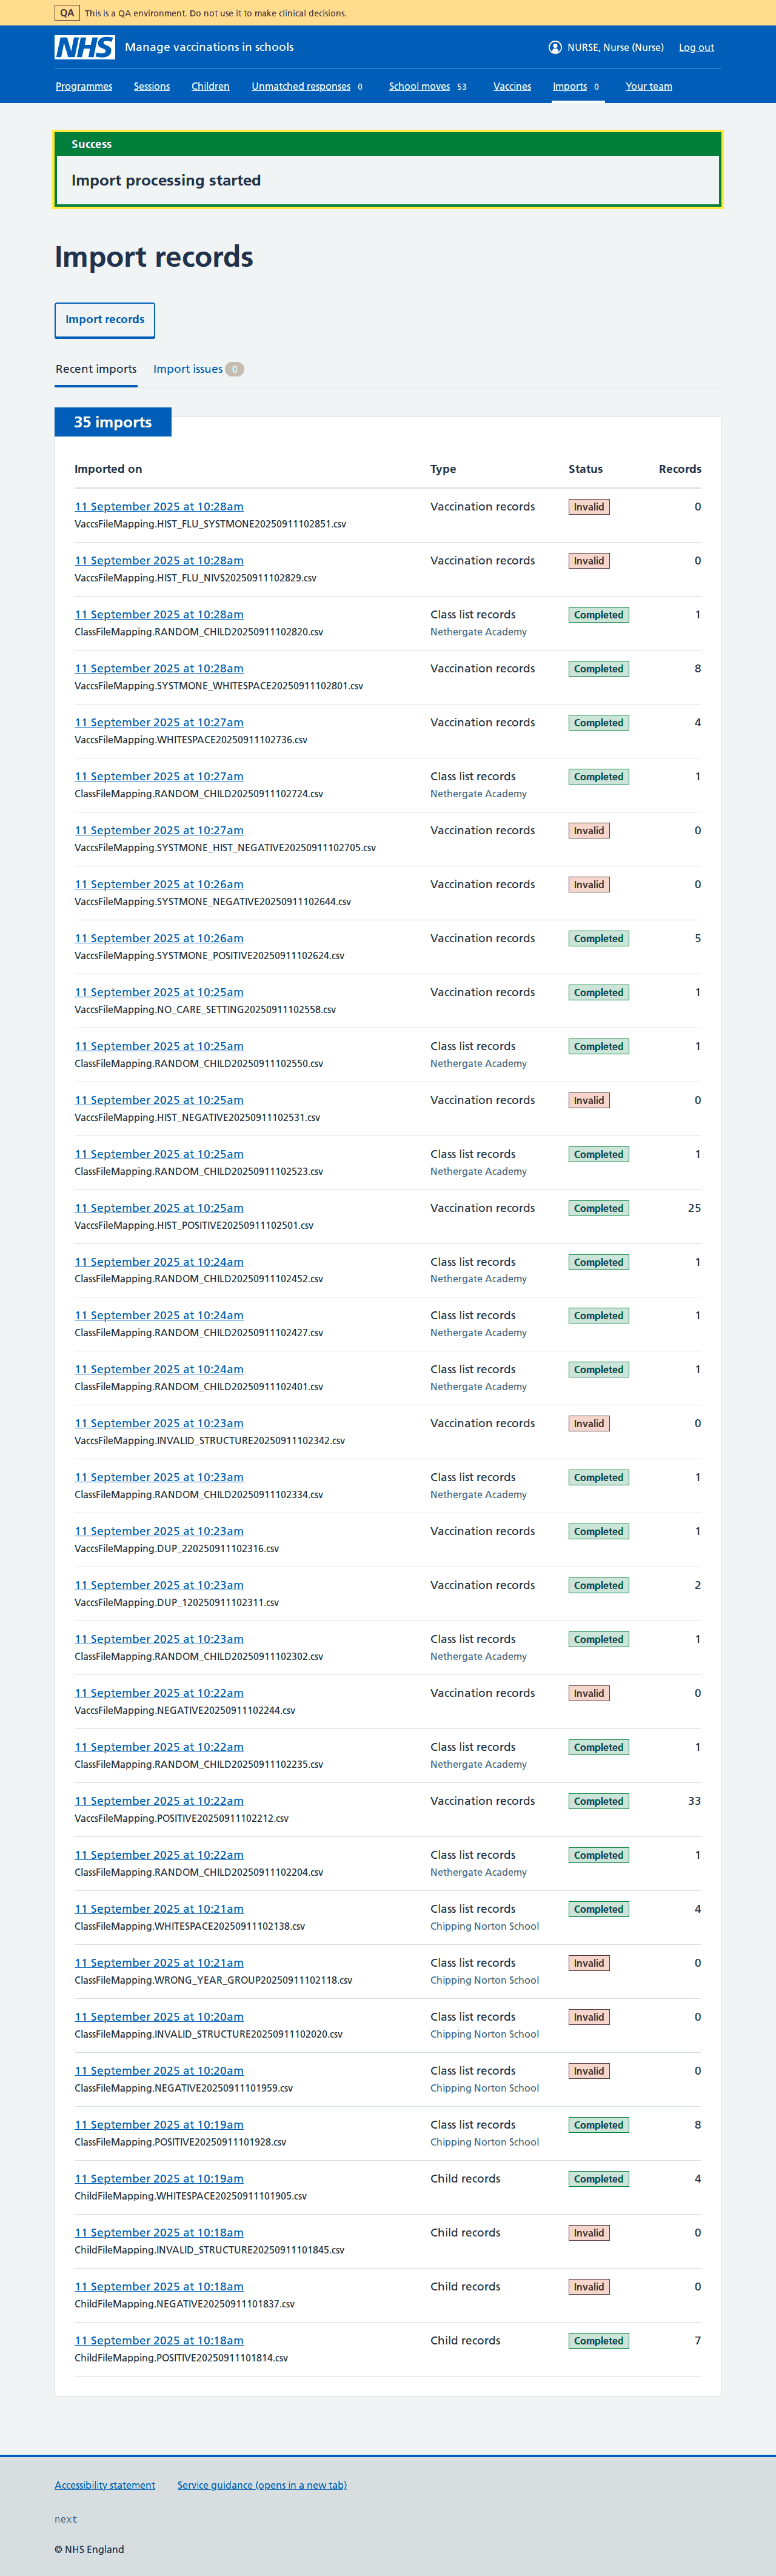 QA This is a QA environment. Do not use it to make clinical decisions.
NHS Manage vaccinations in schools NURSE, Nurse (Nurse) Log out
Programmes Sessions Children Unmatched responses 0 School moves 53 Vaccines Imports 0 Your team
Success
Import processing started
Import records
Import records
Recent imports Import issues 0
35 imports
Imported on Type Status Records
11 September 2025 at 10:28am Vaccination records Invalid 0
VaccsFileMapping.HIST_FLU_SYSTMONE20250911102851.csv
11 September 2025 at 10:28am Vaccination records Invalid 0
VaccsFileMapping.HIST_FLU_NIVS20250911102829.csv
11 September 2025 at 10:28am Class list records Completed 1
ClassFileMapping.RANDOM_CHILD20250911102820.csv Nethergate Academy
11 September 2025 at 10:28am Vaccination records Completed 8
VaccsFileMapping.SYSTMONE_WHITESPACE20250911102801.csv
11 September 2025 at 10:27am Vaccination records Completed 4
VaccsFileMapping.WHITESPACE20250911102736.csv
11 September 2025 at 10:27am Class list records Completed 1
ClassFileMapping.RANDOM_CHILD20250911102724.csv Nethergate Academy
11 September 2025 at 10:27am Vaccination records Invalid 0
VaccsFileMapping.SYSTMONE_HIST_NEGATIVE20250911102705.csv
11 September 2025 at 10:26am Vaccination records Invalid 0
VaccsFileMapping.SYSTMONE_NEGATIVE20250911102644.csv
11 September 2025 at 10:26am Vaccination records Completed 5
VaccsFileMapping.SYSTMONE_POSITIVE20250911102624.csv
11 September 2025 at 10:25am Vaccination records Completed 1
VaccsFileMapping.NO_CARE_SETTING20250911102558.csv
11 September 2025 at 10:25am Class list records Completed 1
ClassFileMapping.RANDOM_CHILD20250911102550.csv Nethergate Academy
11 September 2025 at 10:25am Vaccination records Invalid 0
VaccsFileMapping.HIST_NEGATIVE20250911102531.csv
11 September 2025 at 10:25am Class list records Completed 1
ClassFileMapping.RANDOM_CHILD20250911102523.csv Nethergate Academy
11 September 2025 at 10:25am Vaccination records Completed 25
VaccsFileMapping.HIST_POSITIVE20250911102501.csv
11 September 2025 at 10:24am Class list records Completed 1
ClassFileMapping.RANDOM_CHILD20250911102452.csv Nethergate Academy
11 September 2025 at 10:24am Class list records Completed 1
ClassFileMapping.RANDOM_CHILD20250911102427.csv Nethergate Academy
11 September 2025 at 10:24am Class list records Completed 1
ClassFileMapping.RANDOM_CHILD20250911102401.csv Nethergate Academy
11 September 2025 at 10:23am Vaccination records Invalid 0
VaccsFileMapping.INVALID_STRUCTURE20250911102342.csv
11 September 2025 at 10:23am Class list records Completed 1
ClassFileMapping.RANDOM_CHILD20250911102334.csv Nethergate Academy
11 September 2025 at 10:23am Vaccination records Completed 1
VaccsFileMapping.DUP_220250911102316.csv
11 September 2025 at 10:23am Vaccination records Completed 2
VaccsFileMapping.DUP_120250911102311.csv
11 September 2025 at 10:23am Class list records Completed 1
ClassFileMapping.RANDOM_CHILD20250911102302.csv Nethergate Academy
11 September 2025 at 10:22am Vaccination records Invalid 0
VaccsFileMapping.NEGATIVE20250911102244.csv
11 September 2025 at 10:22am Class list records Completed 1
ClassFileMapping.RANDOM_CHILD20250911102235.csv Nethergate Academy
11 September 2025 at 10:22am Vaccination records Completed 33
VaccsFileMapping.POSITIVE20250911102212.csv
11 September 2025 at 10:22am Class list records Completed 1
ClassFileMapping.RANDOM_CHILD20250911102204.csv Nethergate Academy
11 September 2025 at 10:21am Class list records Completed 4
ClassFileMapping.WHITESPACE20250911102138.csv Chipping Norton School
11 September 2025 at 10:21am Class list records Invalid 0
ClassFileMapping.WRONG_YEAR_GROUP20250911102118.csv Chipping Norton School
11 September 2025 at 10:20am Class list records Invalid 0
ClassFileMapping.INVALID_STRUCTURE20250911102020.csv Chipping Norton School
11 September 2025 at 10:20am Class list records Invalid 0
ClassFileMapping.NEGATIVE20250911101959.csv Chipping Norton School
11 September 2025 at 10:19am Class list records Completed 8
ClassFileMapping.POSITIVE20250911101928.csv Chipping Norton School
11 September 2025 at 10:19am Child records Completed 4
ChildFileMapping.WHITESPACE20250911101905.csv
11 September 2025 at 10:18am Child records Invalid 0
ChildFileMapping.INVALID_STRUCTURE20250911101845.csv
11 September 2025 at 10:18am Child records Invalid 0
ChildFileMapping.NEGATIVE20250911101837.csv
11 September 2025 at 10:18am Child records Completed 7
ChildFileMapping.POSITIVE20250911101814.csv
Accessibility statement Service guidance (opens in a new tab)
next
© NHS England